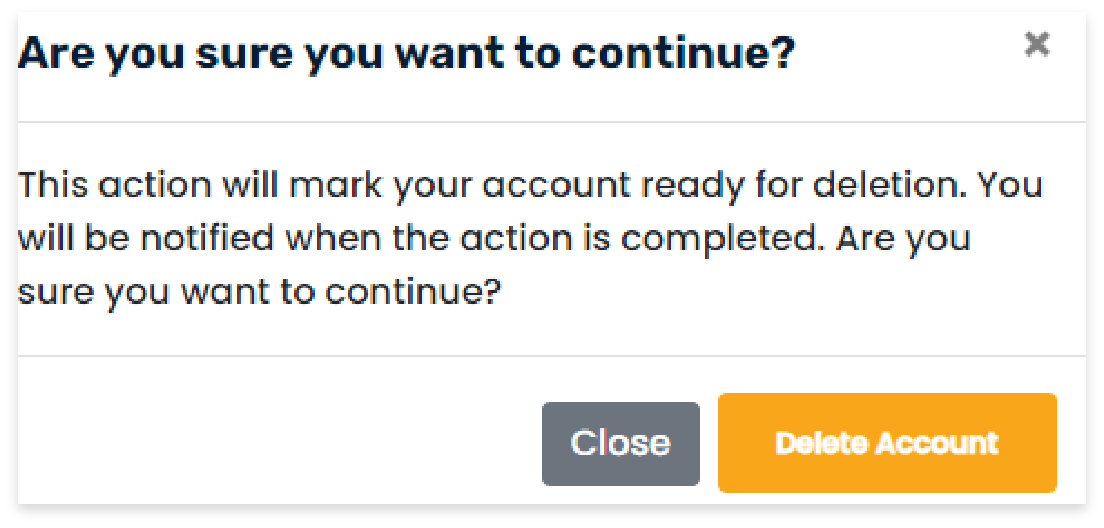 Are you sure you want to continue?
×
This action will mark your account ready for deletion. You
will be notified when the action is completed. Are you
sure you want to continue?
Close
Delete Account